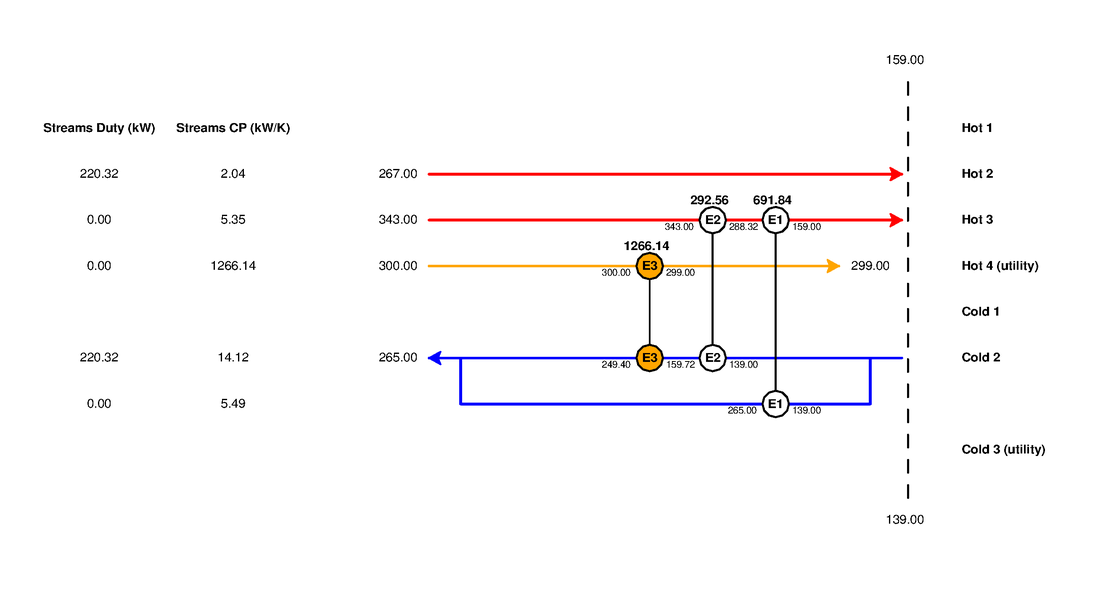 159.00
Streams Duty (kW) Streams CP (kW/K) Hot 1
220.32 2.04 267.00 Hot 2
292.56 691.84
0.00 5.35 343.00 E2 E1 Hot 3
343.00 288.32 159.00
1266.14
0.00 1266.14 300.00 E3 299.00 Hot 4 (utility)
300.00 299.00
Cold 1
220.32 14.12 265.00 E3 E2 Cold 2
249.40 159.72 139.00
0.00 5.49 E1
265.00 139.00
Cold 3 (utility)
139.00